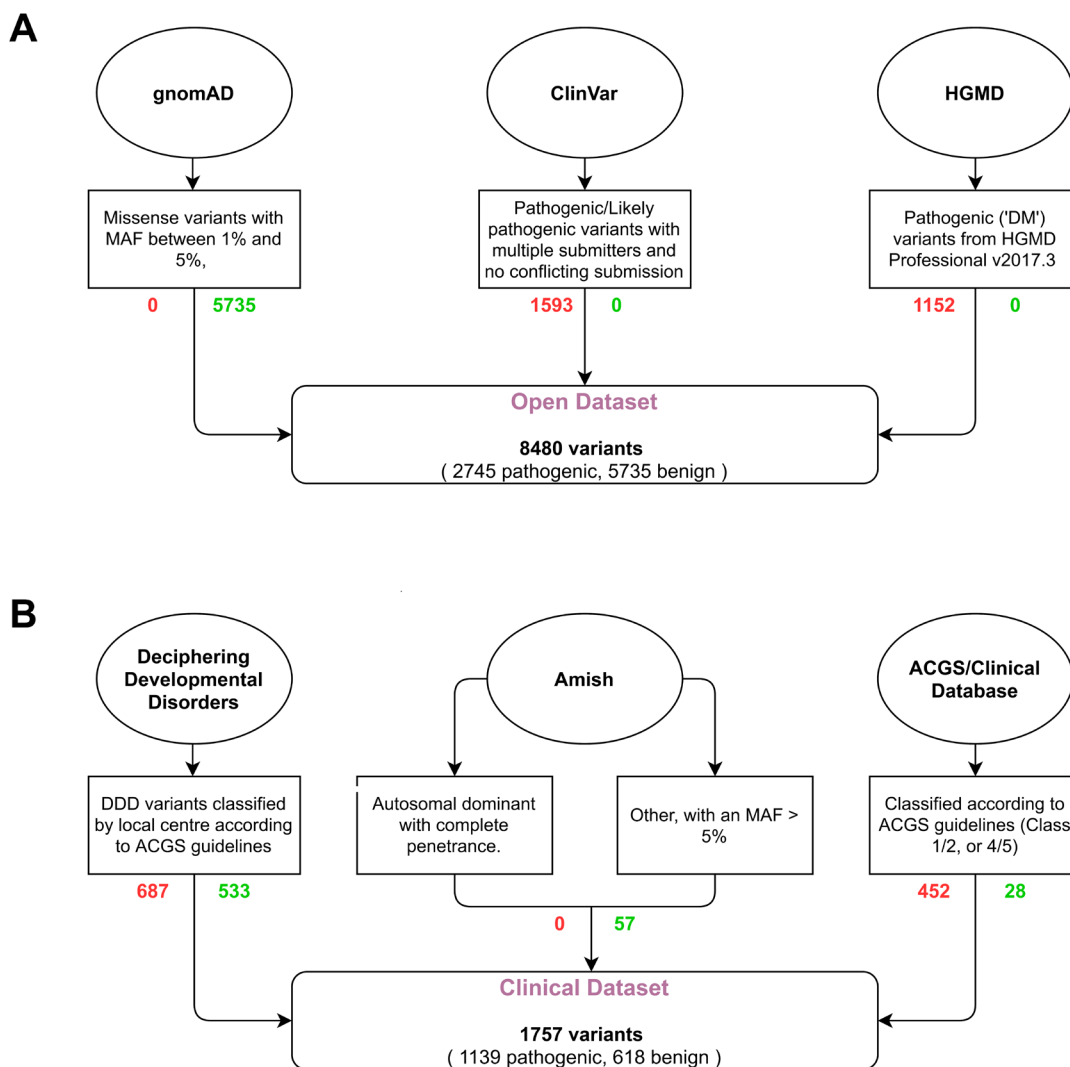 A
gnomAD
ClinVar
HGMD
Missense variants with
MAF between 1% and
5%,
Pathogenic/Likely
pathogenic variants with
multiple submitters and
no conflicting submission
Pathogenic ('DM')
variants from HGMD
Professional v2017.3
0 5735
1593 0
1152 0
Open Dataset
8480 variants
( 2745 pathogenic, 5735 benign )
B
Deciphering
Developmental
Disorders
Amish
ACGS/Clinical
Database
DDD variants classified
by local centre according
to ACGS guidelines
Autosomal dominant
with complete
penetrance.
Other, with an MAF >
5%
Classified according to
ACGS guidelines (Class
1/2, or 4/5)
687 533
0 57
452 28
Clinical Dataset
1757 variants
( 1139 pathogenic, 618 benign )